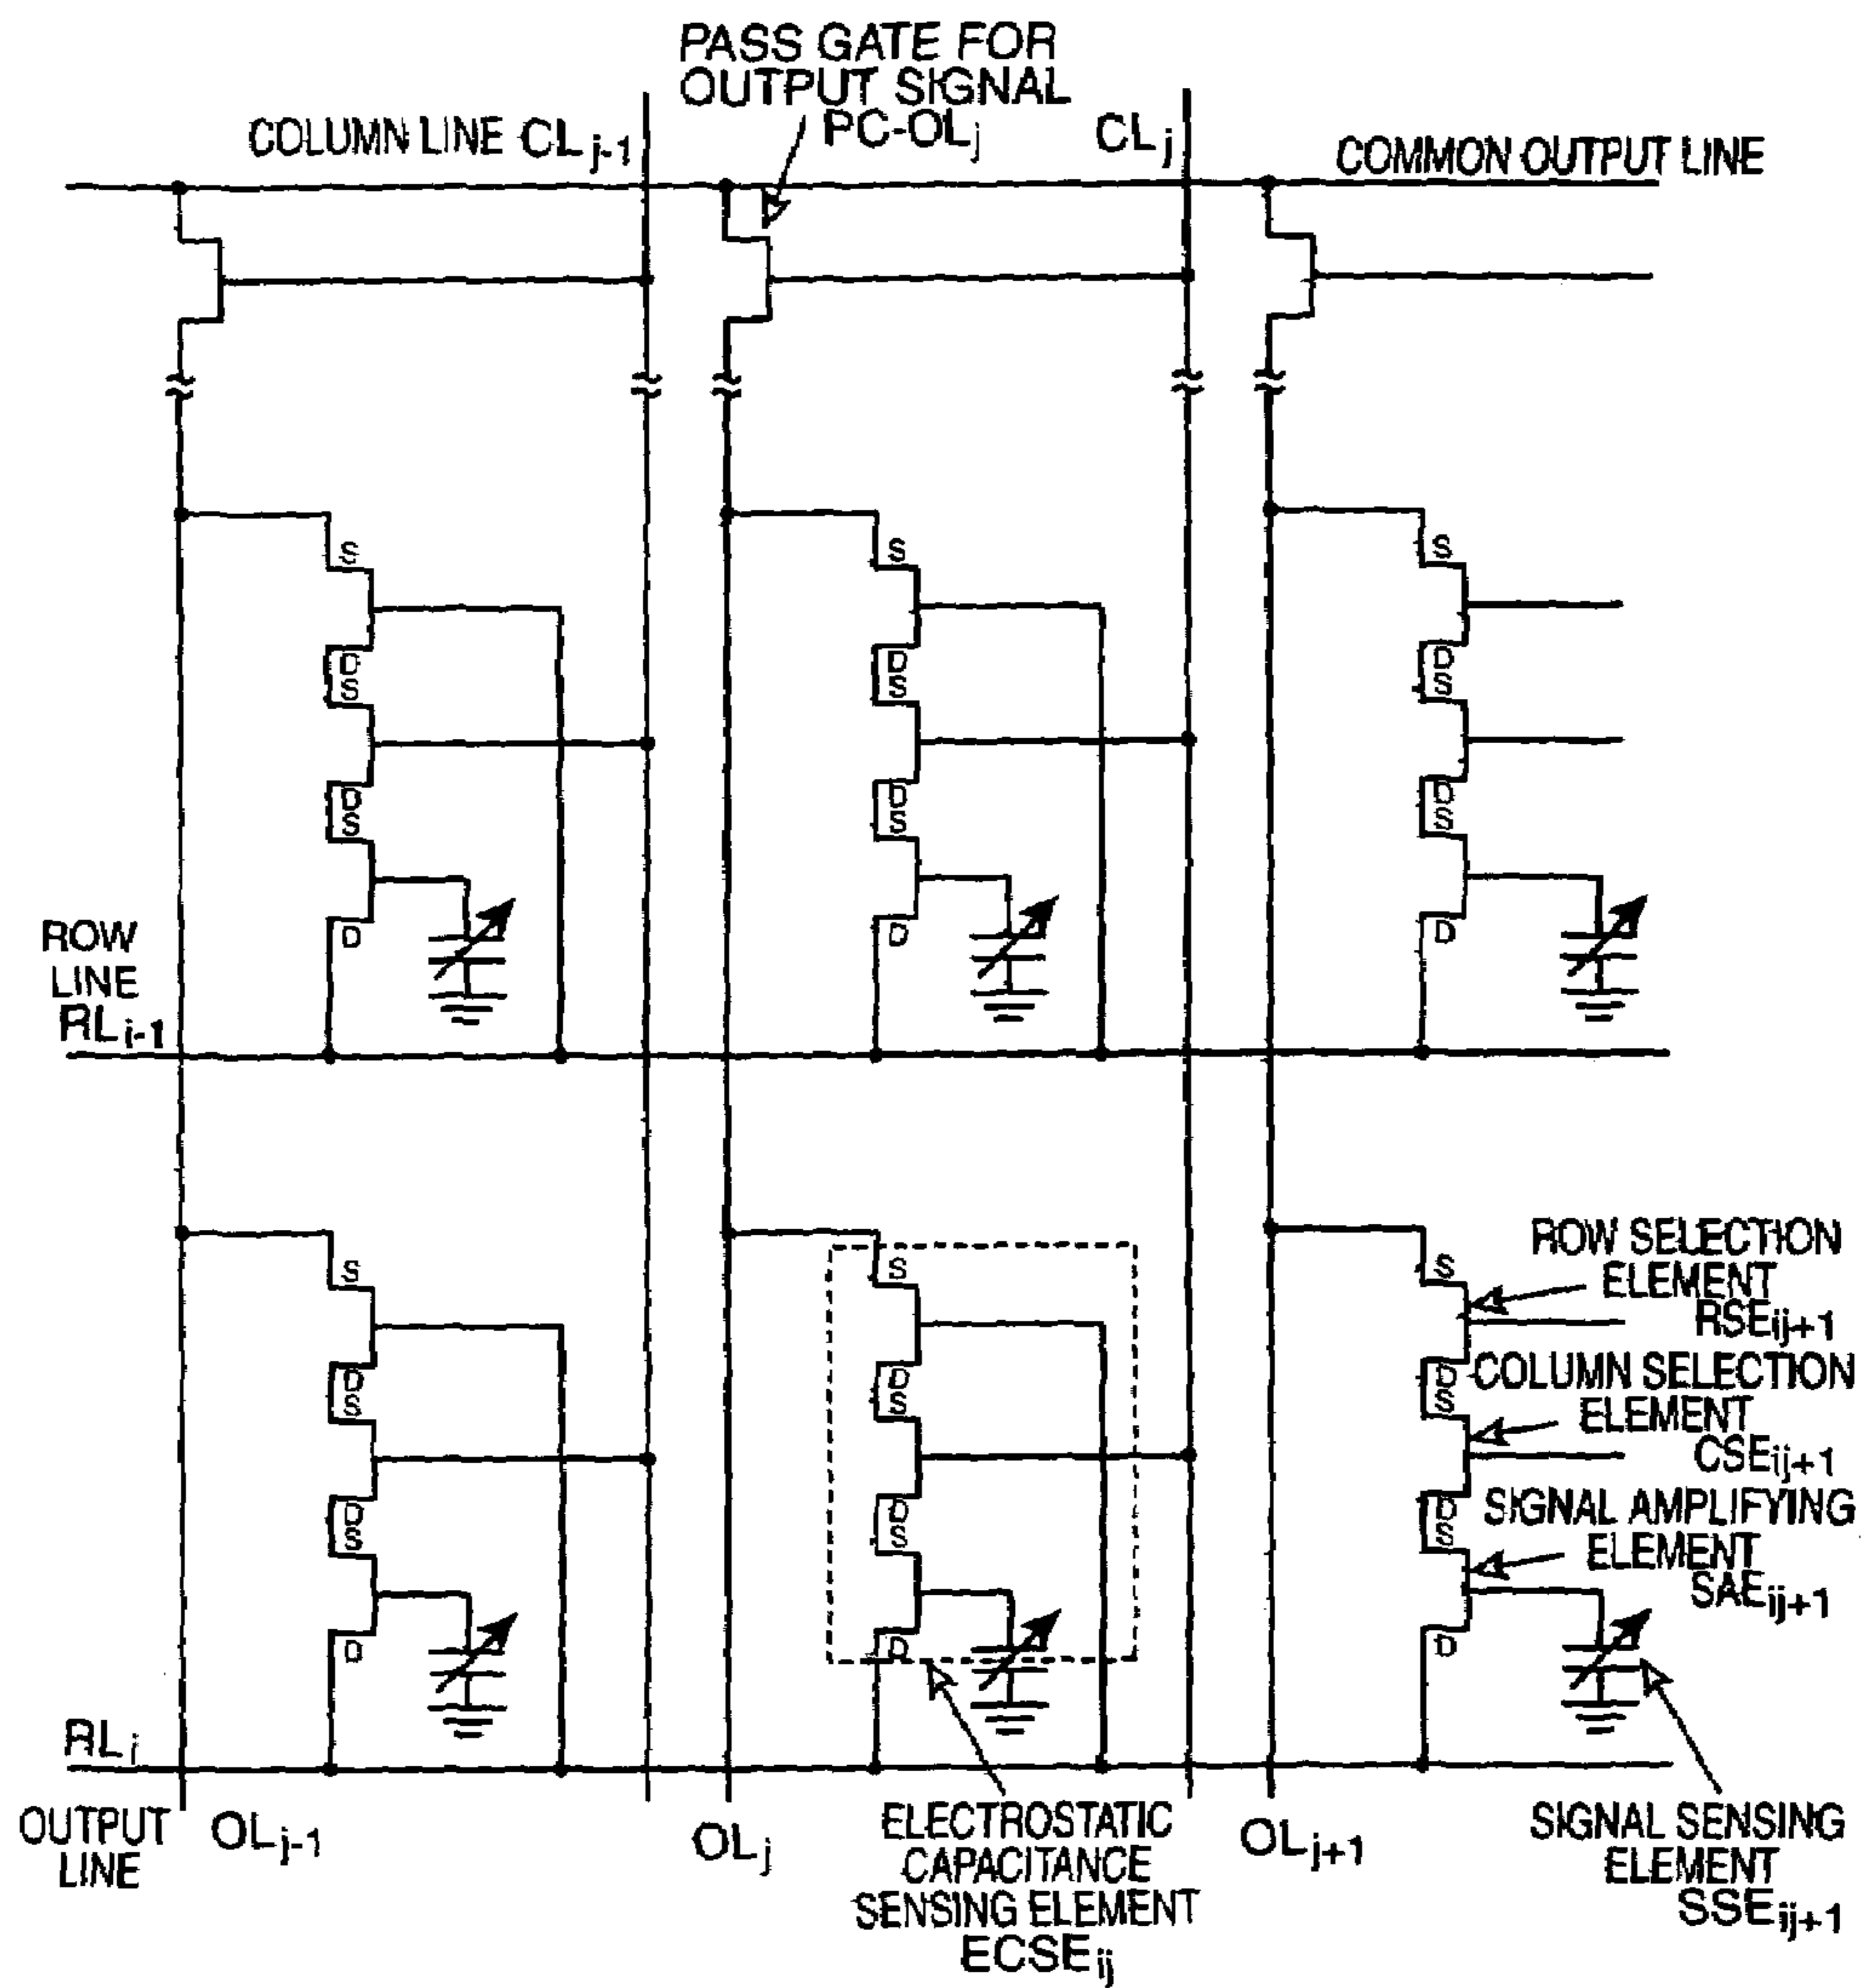 PASS GATE FOR
OUTPUT SIGNAL
PC-OLj
COLUMN LINE CLj-1
CLj
COMMON OUTPUT LINE
S
S
S
D
S
D
S
D
S
D
S
D
S
D
S
D
D
D
ROW
LINE
RLi-1
S
S
S
D
S
D
S
D
S
D
S
D
S
D
S
D
D
D
ROW SELECTION
ELEMENT
RSEij+1
COLUMN SELECTION
ELEMENT
CSEij+1
SIGNAL AMPLIFYING
ELEMENT
SAEij+1
RLi
OUTPUT
LINE
OLj-1
OLj
ELECTROSTATIC
CAPACITANCE
SENSING ELEMENT
ECSEij
OLj+1
SIGNAL SENSING
ELEMENT
SSEij+1